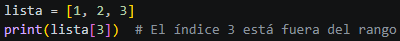 lista = [1, 2, 3]
print(lista[3])  # El índice 3 está fuera del rango